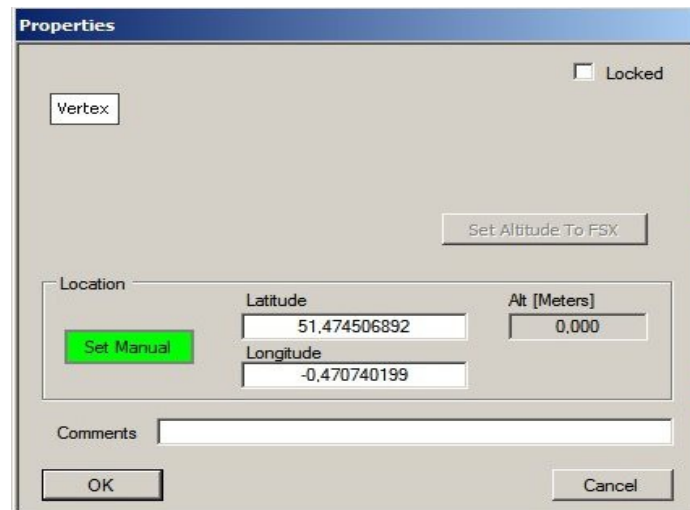 Properties
Locked
Vertex
Set Altitude To FSX
Location
Latitude
Alt [Meters]
51,474506892
0,000
Set Manual
Longitude
-0,470740199
Comments
OK
Cancel